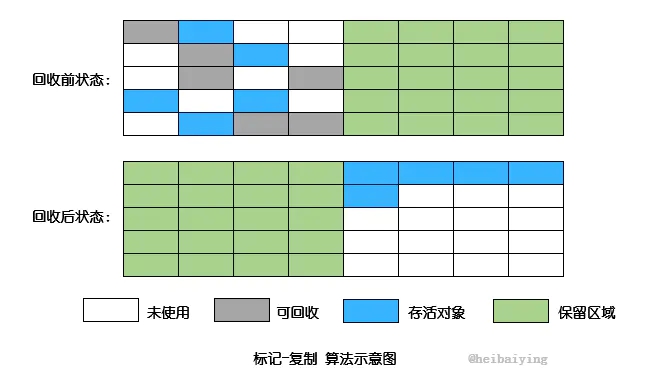 回收前状态：
回收后状态：
未使用 可回收 存活对象 保留区域
标记-复制 算法示意图
@heibaiying